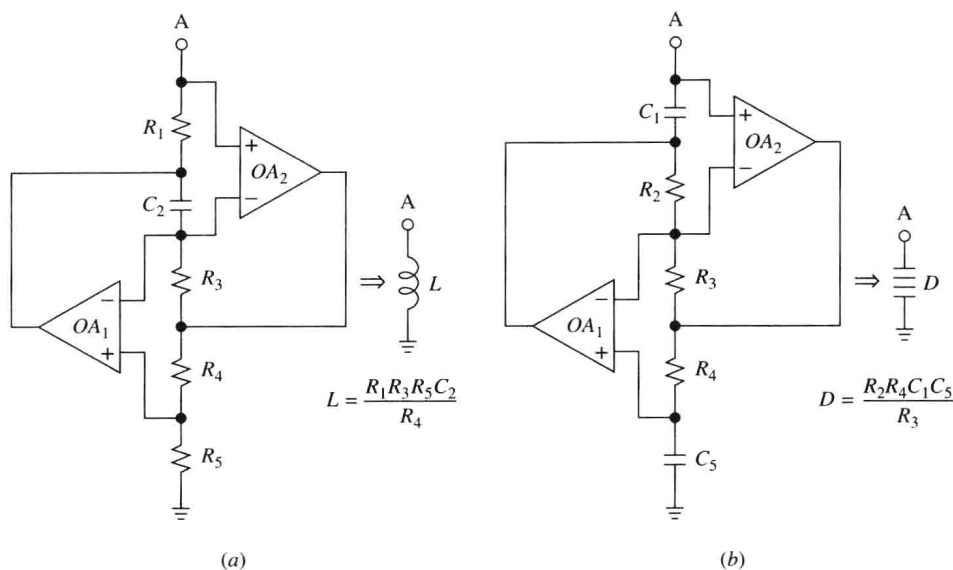 A
R1
+
OA2
−
C2
−
R3
OA1
+
R4
R5
A
⇒
L
L = R1R3R5C2 / R4
(a)
A
C1
+
OA2
−
R2
−
R3
OA1
+
R4
C5
A
⇒
D
D = R2R4C1C5 / R3
(b)